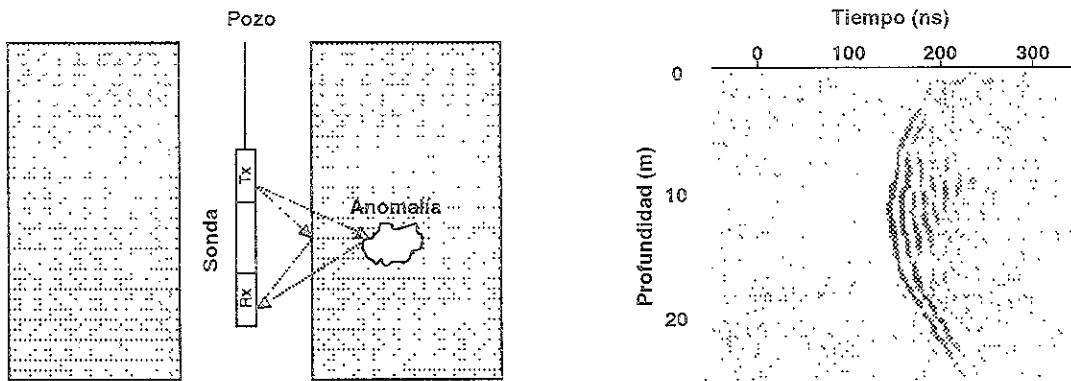 Pozo
Tx
Anomalía
Sonda
Rx
Tiempo (ns)
0 100 200 300
Profundidad (m)
0
10
20